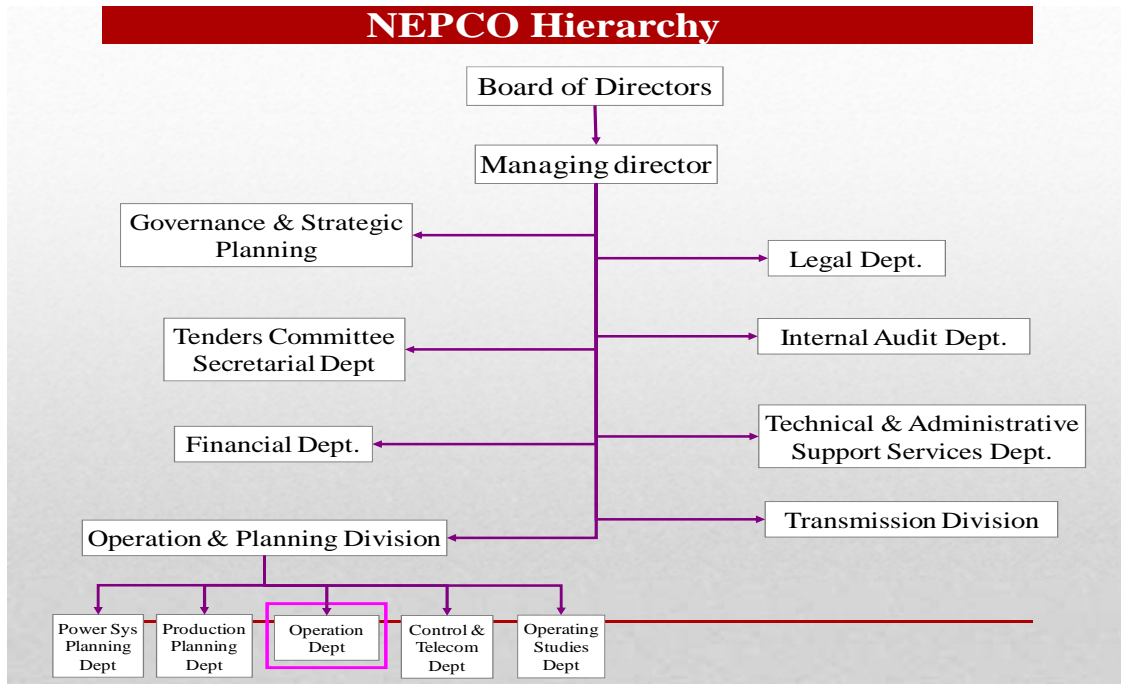 NEPCO Hierarchy
Board of Directors
Managing director
Governance & Strategic
Planning
Legal Dept.
Tenders Committee
Secretarial Dept
Internal Audit Dept.
Financial Dept.
Technical & Administrative
Support Services Dept.
Operation & Planning Division
Transmission Division
Power Sys
Planning
Dept
Production
Planning
Dept
Operation
Dept
Control &
Telecom
Dept
Operating
Studies
Dept